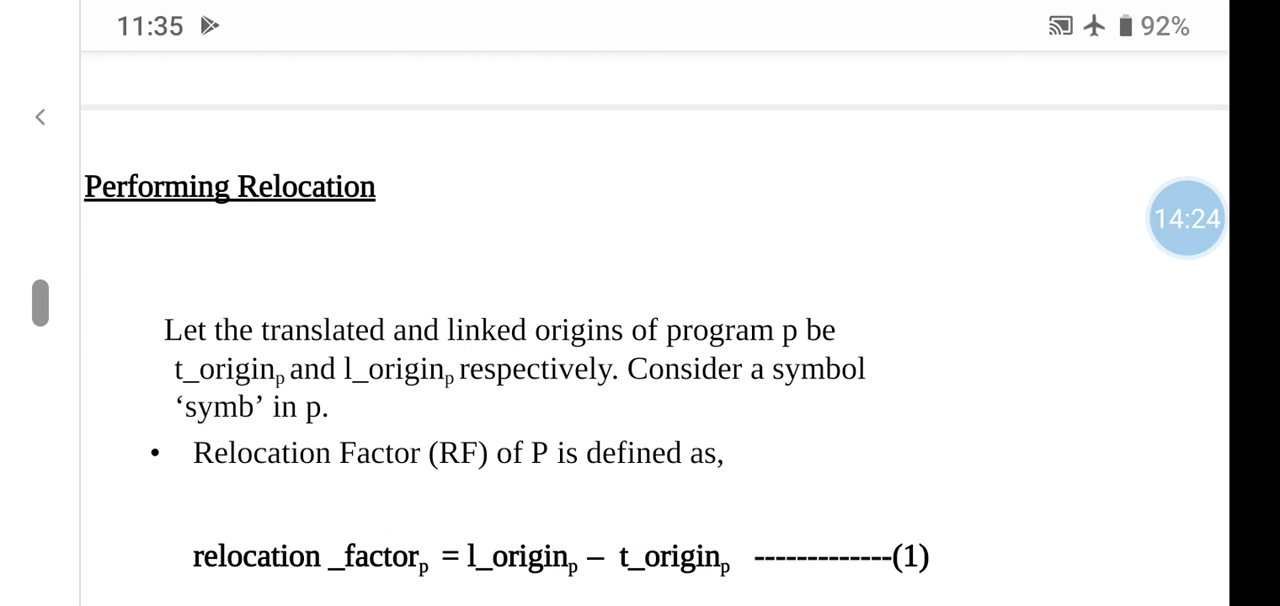 11:35 92%
Performing Relocation
14:24
Let the translated and linked origins of program p be
t_originp and l_originp respectively. Consider a symbol
‘symb’ in p.
• Relocation Factor (RF) of P is defined as,
relocation _factorp = l_originp – t_originp -------------(1)